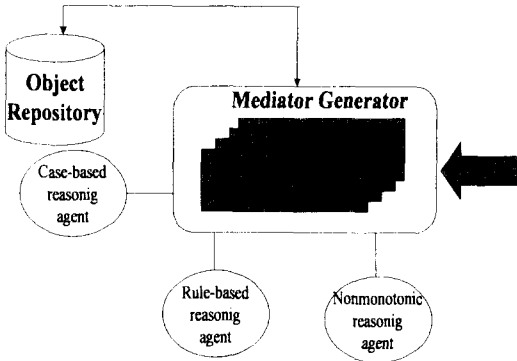 Object
Repository
Mediator Generator
Case-based
reasonig
agent
Rule-based
reasonig
agent
Nonmonotonic
reasonig
agent